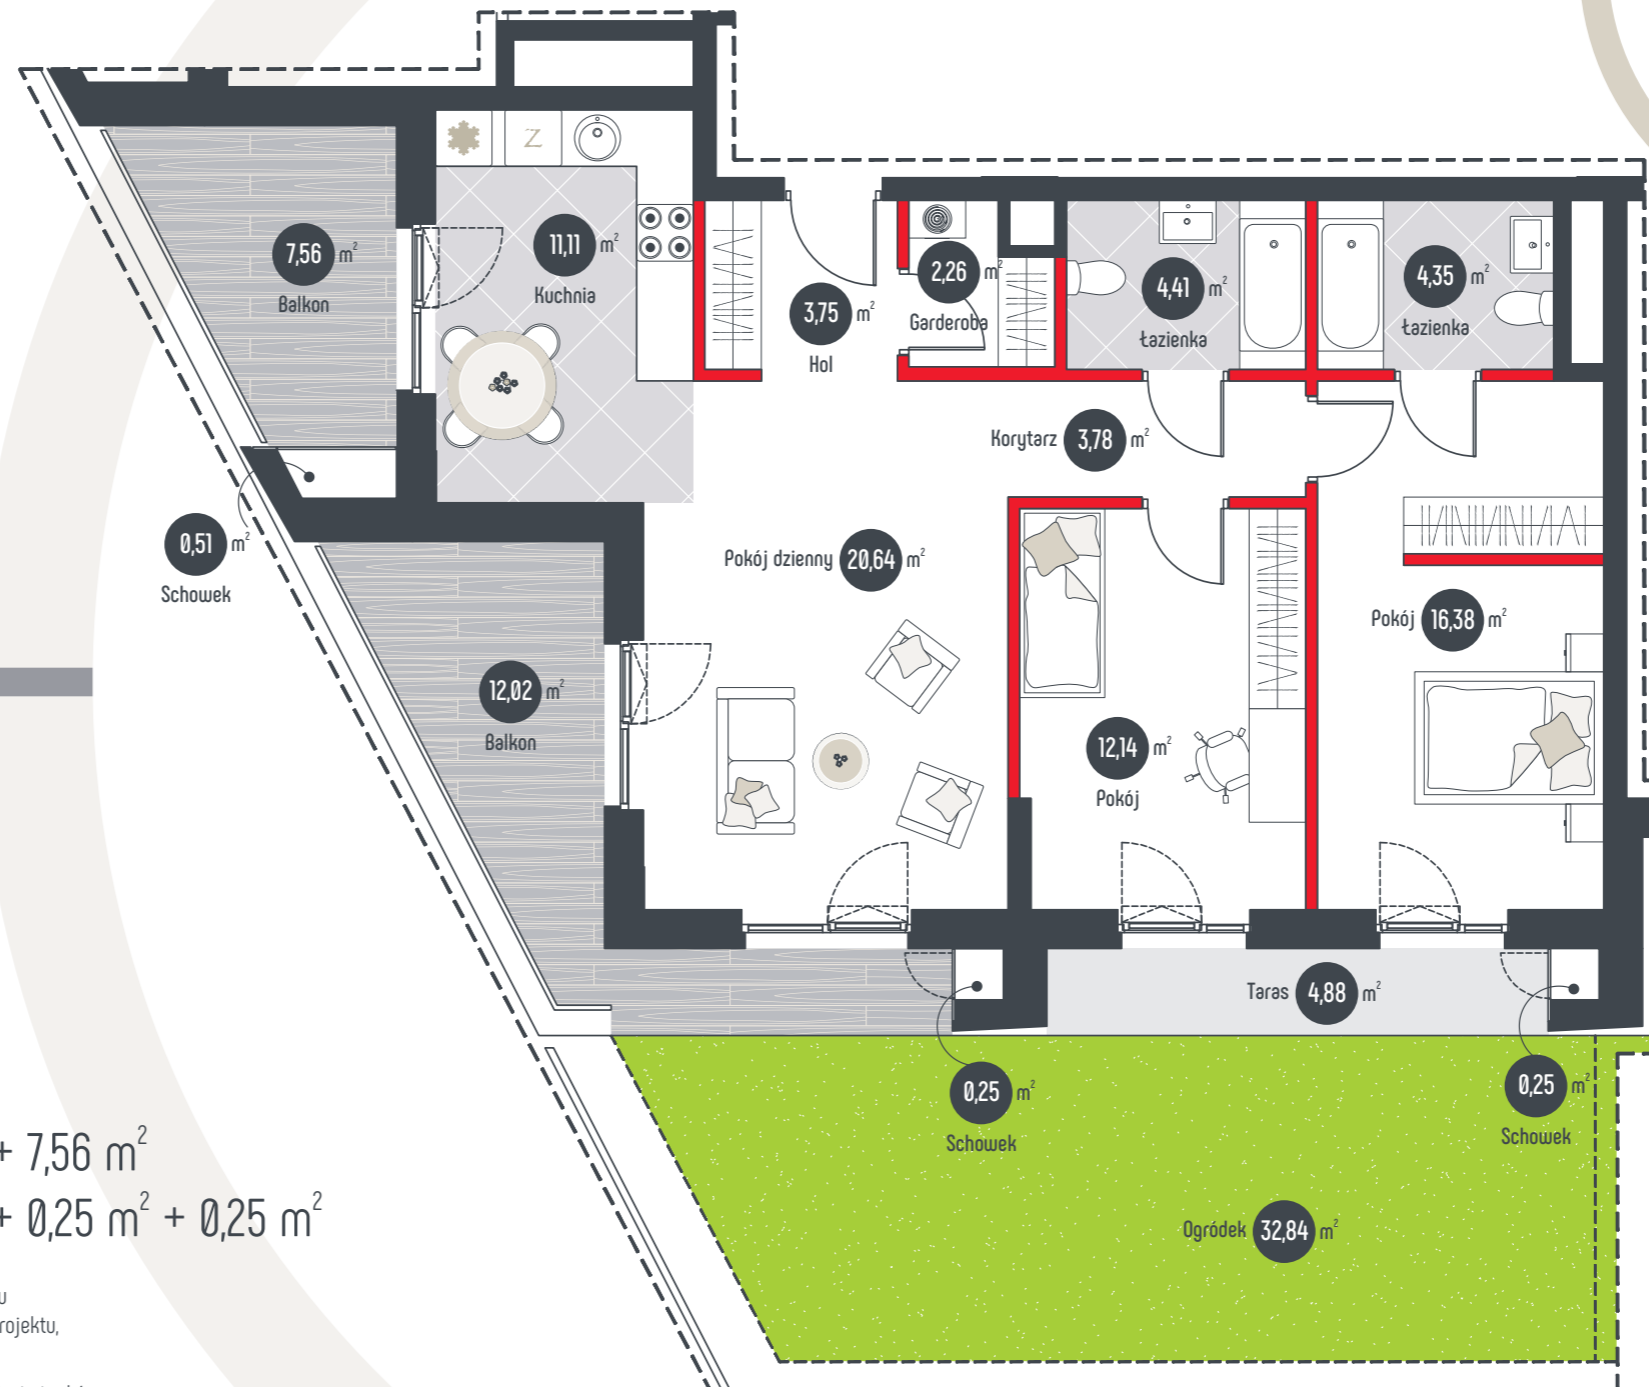 Z
7,56 m²
Balkon
11,11 m²
Kuchnia
3,75 m²
Hol
2,26 m²
Garderoba
4,41 m²
Łazienka
4,35 m²
Łazienka
Korytarz 3,78 m²
0,51 m²
Schowek
Pokój dzienny 20,64 m²
Pokój 16,38 m²
12,02 m²
Balkon
12,14 m²
Pokój
Taras 4,88 m²
0,25 m²
Schowek
0,25 m²
Schowek
Ogródek 32,84 m²
+ 7,56 m²
+ 0,25 m² + 0,25 m²
u
rojektu,